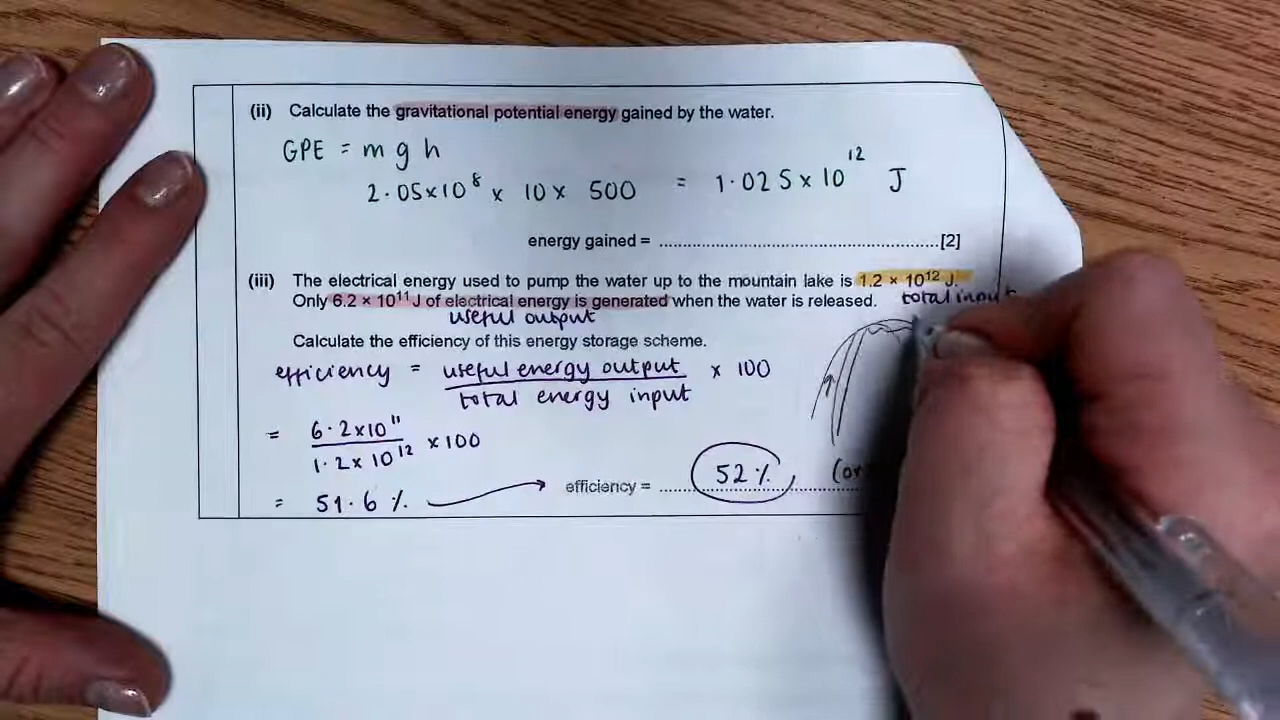 (ii) Calculate the gravitational potential energy gained by the water.
GPE = m g h
2.05×10⁸ × 10 × 500 = 1.025×10¹² J
energy gained = ................................................[2]
(iii) The electrical energy used to pump the water up to the mountain lake is 1.2 × 10¹² J.
Only 6.2 × 10¹¹ J of electrical energy is generated when the water is released. total input
useful output
Calculate the efficiency of this energy storage scheme.
efficiency = useful energy output × 100
total energy input
= 6.2×10¹¹ × 100
1.2×10¹²
= 51.6 % efficiency = 52% (or